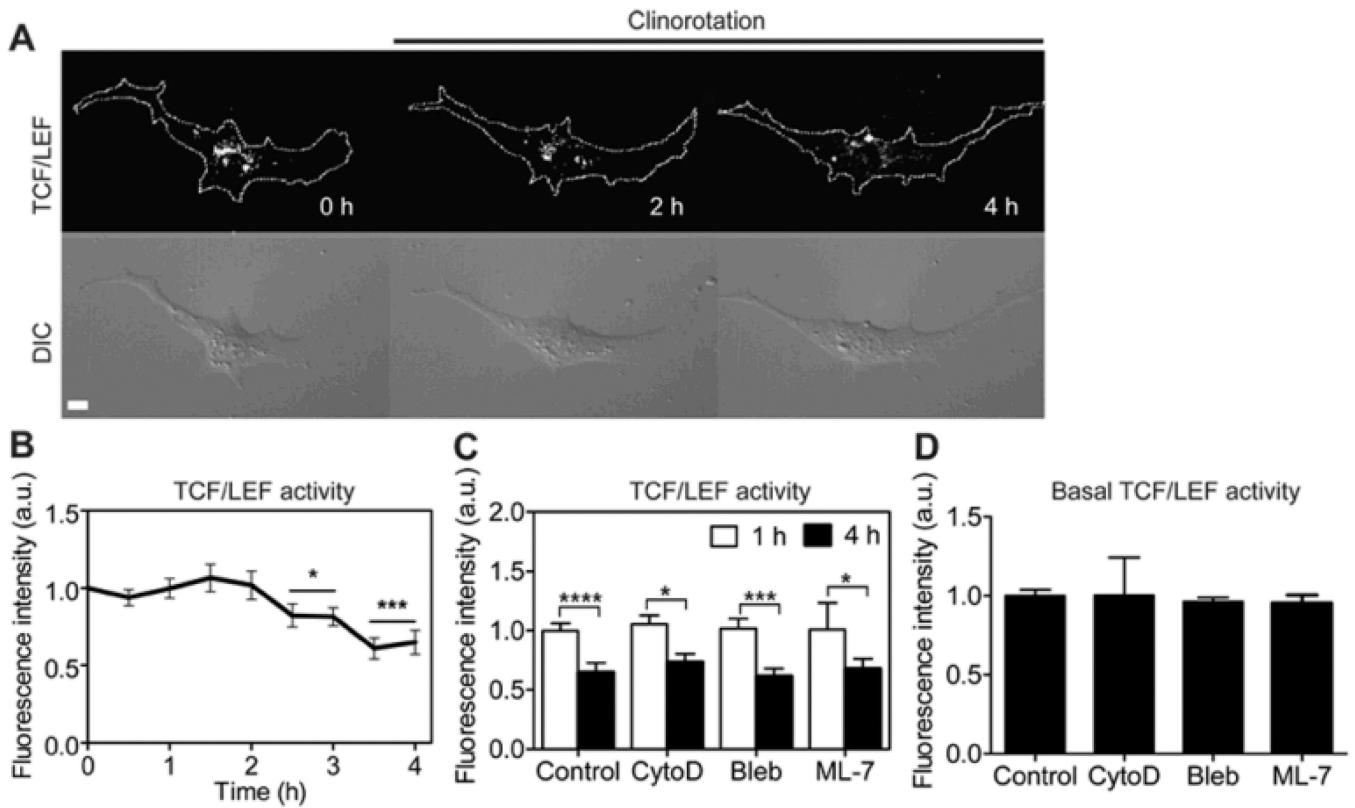 Clinorotation
A
TCF/LEF
0 h
2 h
4 h
DIC
B
TCF/LEF activity
Fluorescence intensity (a.u.)
1.5
1.0
0.5
0.0
*
***
0 1 2 3 4
Time (h)
C
TCF/LEF activity
Fluorescence intensity (a.u.)
2.0
1.5
1.0
0.5
0.0
1 h 4 h
**** * *** *
Control CytoD Bleb ML-7
D
Basal TCF/LEF activity
Fluorescence intensity (a.u.)
1.5
1.0
0.5
0.0
Control CytoD Bleb ML-7